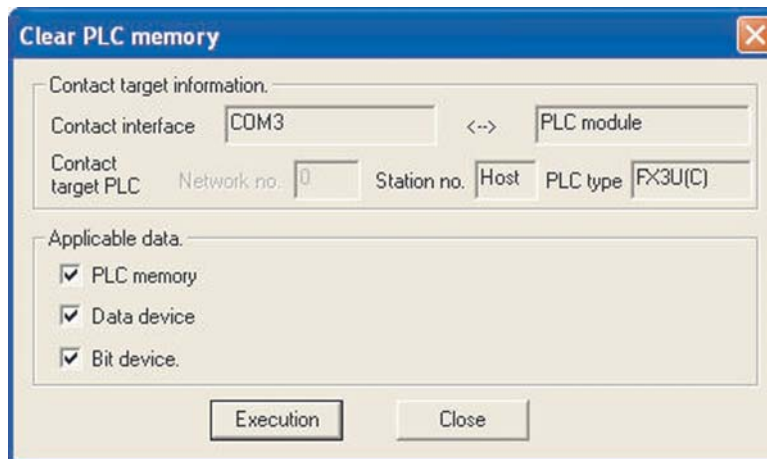 Clear PLC memory
Contact target information.
Contact interface COM3 <--> PLC module
Contact target PLC Network no. 0 Station no. Host PLC type FX3U(C)
Applicable data.
PLC memory
Data device
Bit device.
Execution Close